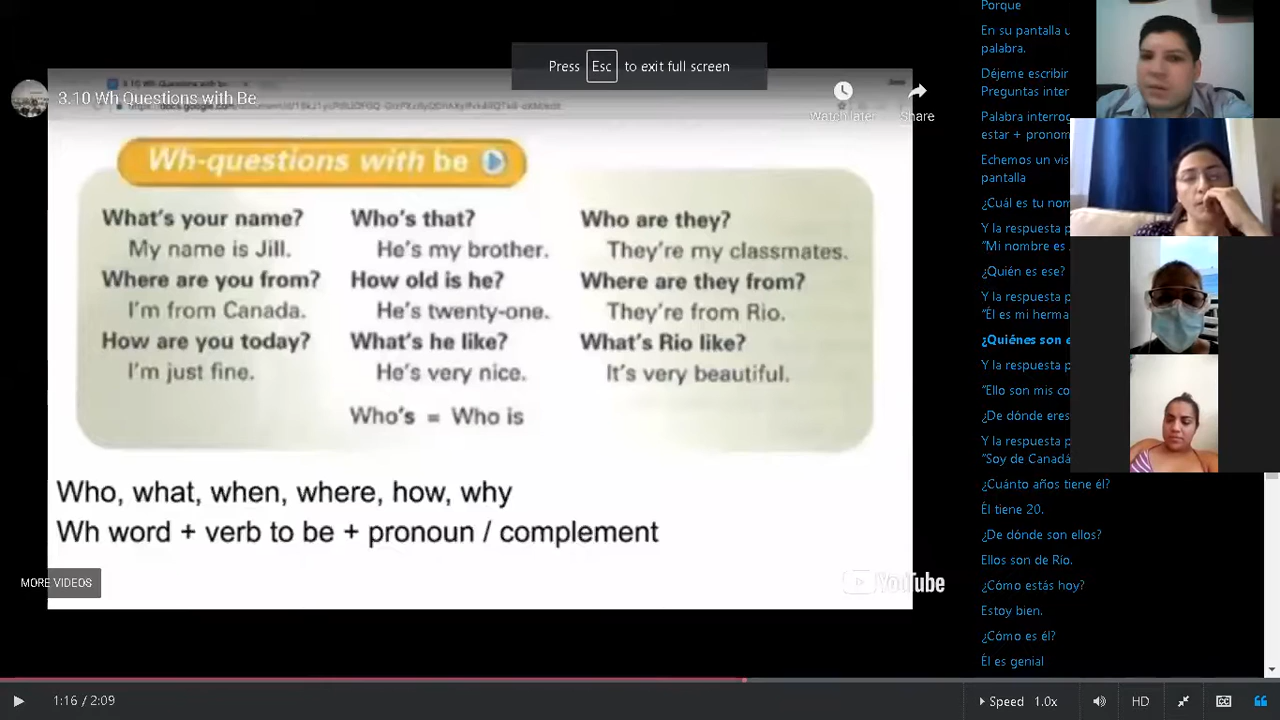 Press Esc to exit full screen
3.10 Wh Questions with Be
Watch later
Share
Wh-questions with be
What's your name?
My name is Jill.
Where are you from?
I'm from Canada.
How are you today?
I'm just fine.
Who's that?
He's my brother.
How old is he?
He's twenty-one.
What's he like?
He's very nice.
Who's = Who is
Who are they?
They're my classmates.
Where are they from?
They're from Rio.
What's Rio like?
It's very beautiful.
Who, what, when, where, how, why
Wh word + verb to be + pronoun / complement
MORE VIDEOS
YouTube
Porque
En su pantalla
palabra.
Déjeme escribir
Preguntas
Palabra
estar +
Echemos un
pantalla
¿Cuál es tu
Y la respuesta
"Mi nombre es
¿Quién es ese?
Y la respuesta
"Él es mi
¿Quiénes son
Y la respuesta
"Ello son mis
¿De dónde eres
Y la respuesta
"Soy de Canadá
¿Cuánto años tiene él?
Él tiene 20.
¿De dónde son ellos?
Ellos son de Río.
¿Cómo estás hoy?
Estoy bien.
¿Cómo es él?
Él es genial
1:16 / 2:09
Speed 1.0x
HD
CC